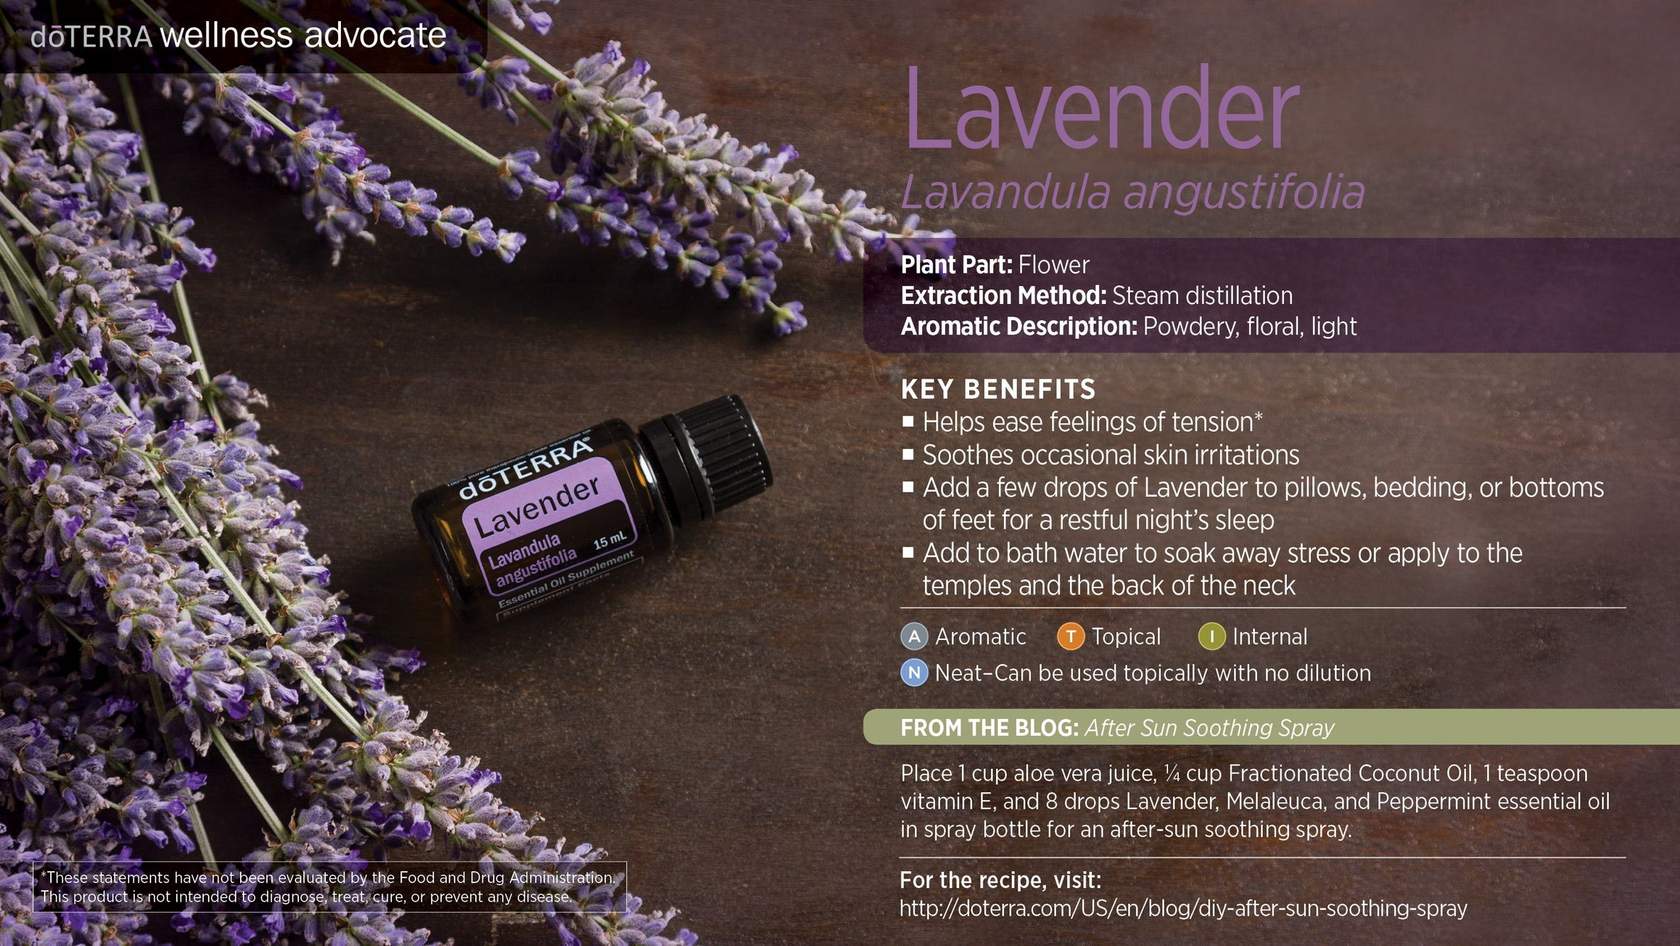 dōTERRA wellness advocate
Lavender
Lavandula angustifolia
Plant Part: Flower
Extraction Method: Steam distillation
Aromatic Description: Powdery, floral, light
KEY BENEFITS
▪ Helps ease feelings of tension*
▪ Soothes occasional skin irritations
▪ Add a few drops of Lavender to pillows, bedding, or bottoms
of feet for a restful night’s sleep
▪ Add to bath water to soak away stress or apply to the
temples and the back of the neck
A Aromatic T Topical I Internal
N Neat–Can be used topically with no dilution
FROM THE BLOG: After Sun Soothing Spray
Place 1 cup aloe vera juice, ¼ cup Fractionated Coconut Oil, 1 teaspoon
vitamin E, and 8 drops Lavender, Melaleuca, and Peppermint essential oil
in spray bottle for an after-sun soothing spray.
For the recipe, visit:
http://doterra.com/US/en/blog/diy-after-sun-soothing-spray
dōTERRA
Lavender
Lavandula
angustifolia 15 mL
Essential Oil Supplement
Supplement Facts
*These statements have not been evaluated by the Food and Drug Administration.
This product is not intended to diagnose, treat, cure, or prevent any disease.